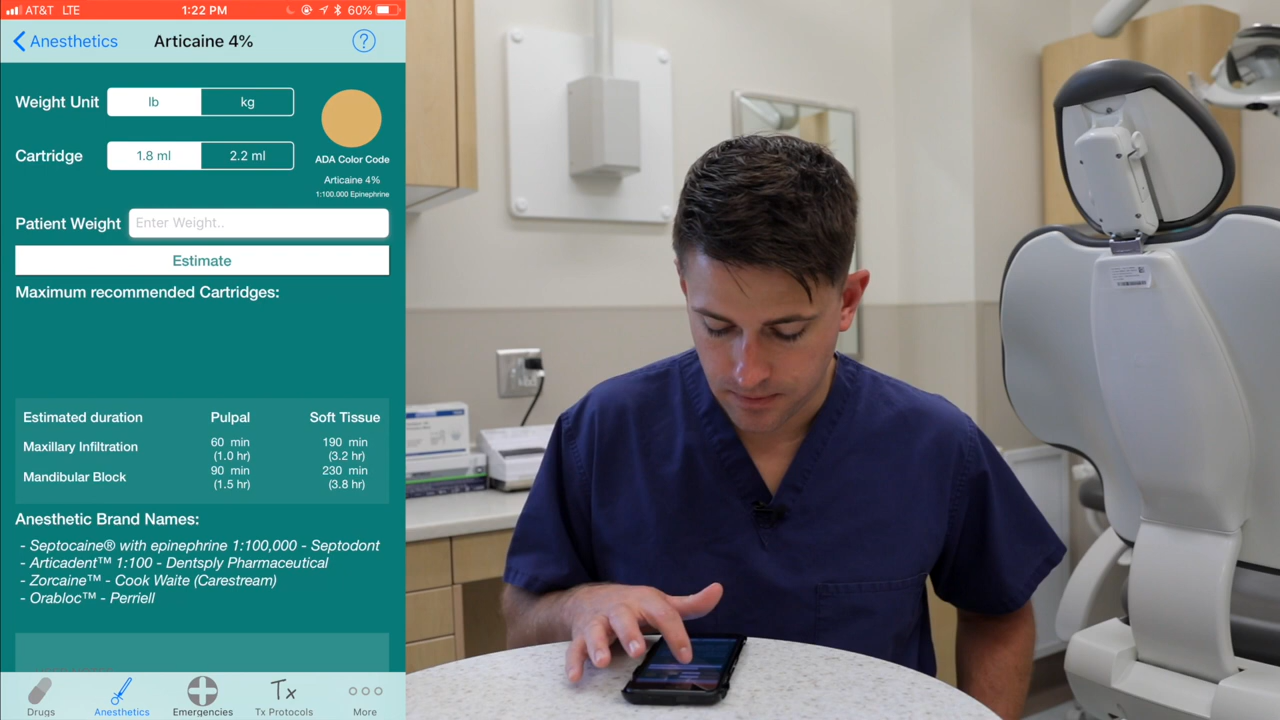 AT&T LTE 1:22 PM 60%
Anesthetics Articaine 4% ?
Weight Unit lb kg
Cartridge 1.8 ml 2.2 ml
ADA Color Code
Articaine 4%
1:100.000 Epinephrine
Patient Weight Enter Weight..
Estimate
Maximum recommended Cartridges:
Estimated duration Pulpal Soft Tissue
Maxillary Infiltration 60 min (1.0 hr) 190 min (3.2 hr)
Mandibular Block 90 min (1.5 hr) 230 min (3.8 hr)
Anesthetic Brand Names:
- Septocaine® with epinephrine 1:100,000 - Septodont
- Articadent™ 1:100 - Dentsply Pharmaceutical
- Zorcaine™ - Cook Waite (Carestream)
- Orabloc™ - Perriell
Drugs Anesthetics Emergencies Tx Tx Protocols More